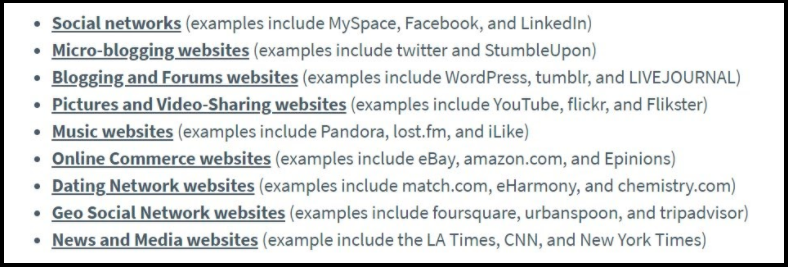 • Social networks (examples include MySpace, Facebook, and LinkedIn)
• Micro-blogging websites (examples include twitter and StumbleUpon)
• Blogging and Forums websites (examples include WordPress, tumblr, and LIVEJOURNAL)
• Pictures and Video-Sharing websites (examples include YouTube, flickr, and Flikster)
• Music websites (examples include Pandora, lost.fm, and iLike)
• Online Commerce websites (examples include eBay, amazon.com, and Epinions)
• Dating Network websites (examples include match.com, eHarmony, and chemistry.com)
• Geo Social Network websites (examples include foursquare, urbanspoon, and tripadvisor)
• News and Media websites (example include the LA Times, CNN, and New York Times)